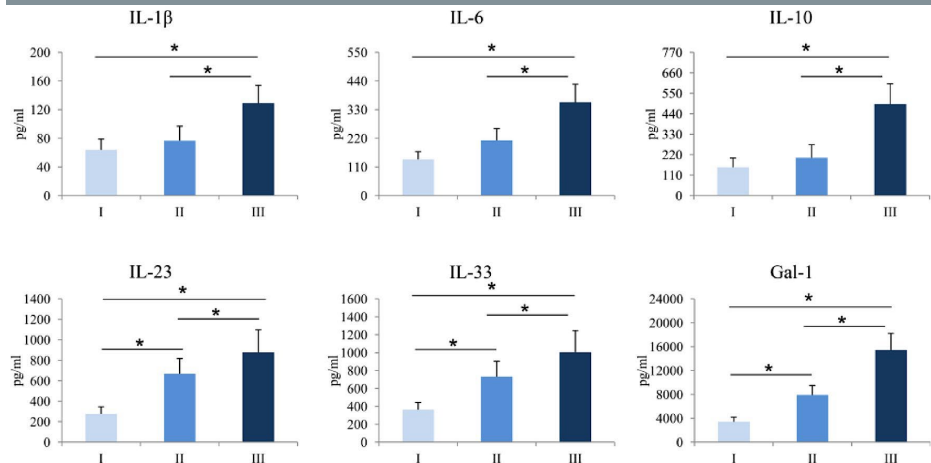 IL-1β
IL-6
IL-10
pg/ml
200
160
120
80
40
0
*
*
I
II
III
pg/ml
550
440
330
220
110
0
*
*
I
II
III
pg/ml
770
660
550
440
330
220
110
0
*
*
I
II
III
IL-23
IL-33
Gal-1
pg/ml
1400
1200
1000
800
600
400
200
0
*
*
*
I
II
III
pg/ml
1600
1400
1200
1000
800
600
400
200
0
*
*
*
I
II
III
pg/ml
24000
20000
16000
12000
8000
4000
0
*
*
*
I
II
III